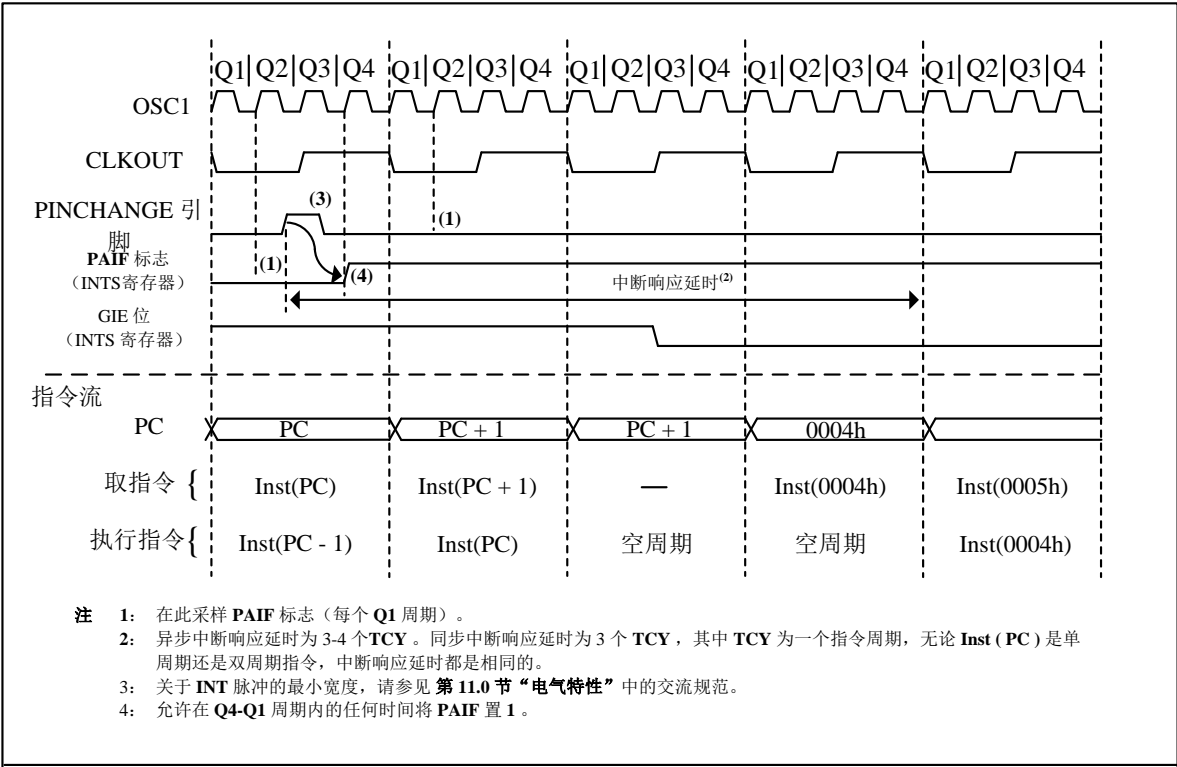 Q1|Q2|Q3|Q4 Q1|Q2|Q3|Q4 Q1|Q2|Q3|Q4 Q1|Q2|Q3|Q4 Q1|Q2|Q3|Q4
OSC1
CLKOUT
PINCHANGE 引
脚
(3)
(1)
PAIF 标志
(1)
(INTS寄存器)
(4)
中断响应延时(2)
GIE 位
(INTS 寄存器)
指令流
PC PC PC + 1 PC + 1 0004h
取指令 { Inst(PC) Inst(PC + 1) — Inst(0004h) Inst(0005h)
执行指令{ Inst(PC - 1) Inst(PC) 空周期 空周期 Inst(0004h)
注 1: 在此采样 PAIF 标志（每个 Q1 周期）。
2: 异步中断响应延时为 3-4 个TCY 。同步中断响应延时为 3 个 TCY ，其中 TCY 为一个指令周期，无论 Inst ( PC ) 是单
周期还是双周期指令，中断响应延时都是相同的。
3: 关于 INT 脉冲的最小宽度，请参见 第 11.0 节“电气特性”中的交流规范。
4: 允许在 Q4-Q1 周期内的任何时间将 PAIF 置 1 。